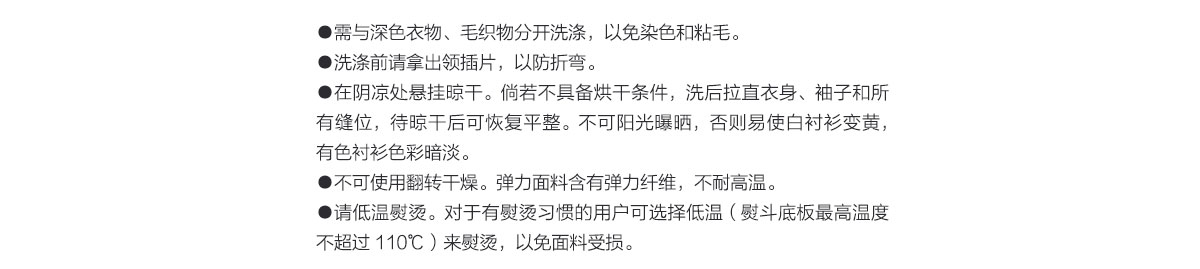 ●需与深色衣物、毛织物分开洗涤，以免染色和粘毛。
●洗涤前请拿出领插片，以防折弯。
●在阴凉处悬挂晾干。倘若不具备烘干条件，洗后拉直衣身、袖子和所
有缝位，待晾干后可恢复平整。不可阳光曝晒，否则易使白衬衫变黄，
有色衬衫色彩暗淡。
●不可使用翻转干燥。弹力面料含有弹力纤维，不耐高温。
●请低温熨烫。对于有熨烫习惯的用户可选择低温（熨斗底板最高温度
不超过 110℃）来熨烫，以免面料受损。